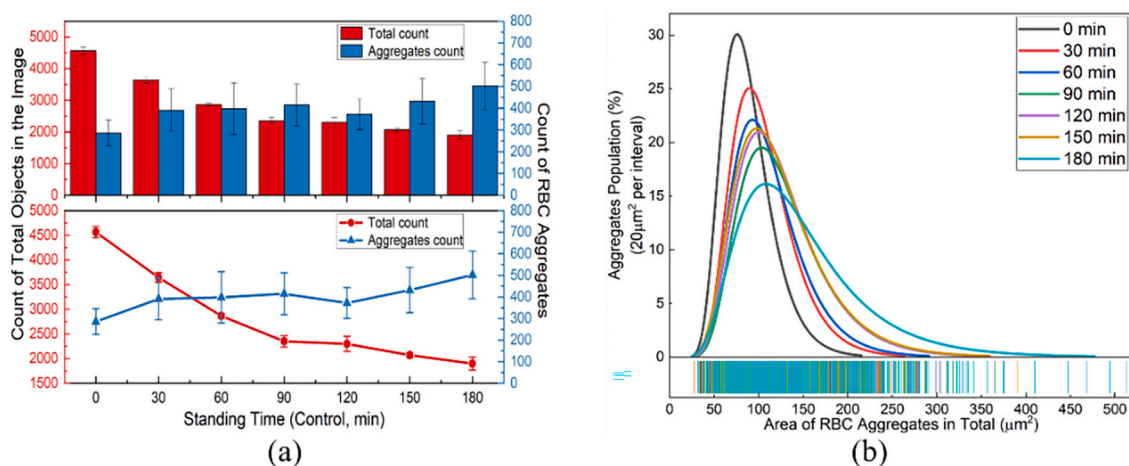 Count of Total Objects in the Image
Count of RBC Aggregates
5000
4000
3000
2000
1000
0
800
700
600
500
400
300
200
100
0
Total count
Aggregates count
5000
4500
4000
3500
3000
2500
2000
1500
800
700
600
500
400
300
200
100
0
Total count
Aggregates count
0 30 60 90 120 150 180
Standing Time (Control, min)
(a)
Aggregates Population (%)
(20μm² per interval)
30
25
20
15
10
5
0
0 min
30 min
60 min
90 min
120 min
150 min
180 min
0 50 100 150 200 250 300 350 400 450 500
Area of RBC Aggregates in Total (μm²)
(b)